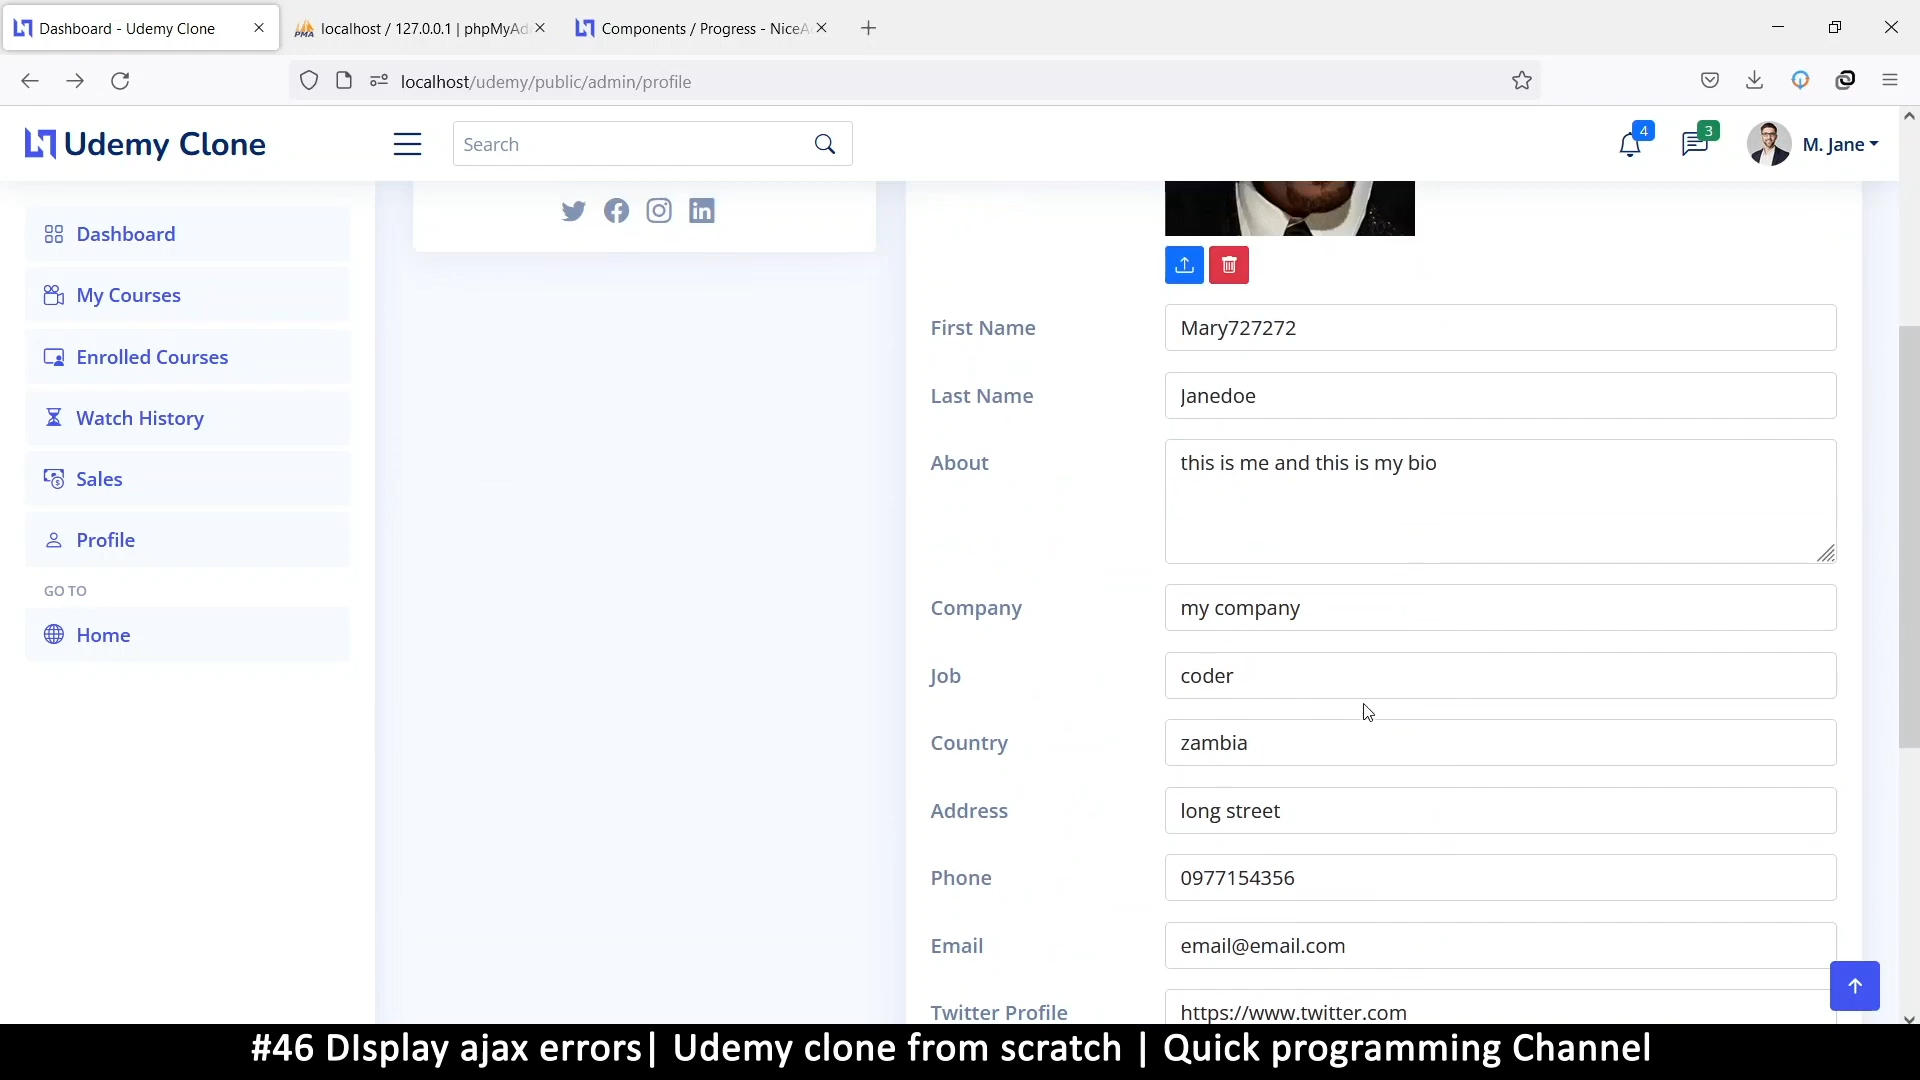 Dashboard - Udemy Clone
localhost / 127.0.0.1 | phpMyAd
Components / Progress - NiceA
localhost/udemy/public/admin/profile
Udemy Clone
Search
4
3
M. Jane
Dashboard
My Courses
Enrolled Courses
Watch History
Sales
Profile
GO TO
Home
First Name
Mary727272
Last Name
Janedoe
About
this is me and this is my bio
Company
my company
Job
coder
Country
zambia
Address
long street
Phone
0977154356
Email
email@email.com
Twitter Profile
https://www.twitter.com
#46 DIsplay ajax errors| Udemy clone from scratch | Quick programming Channel